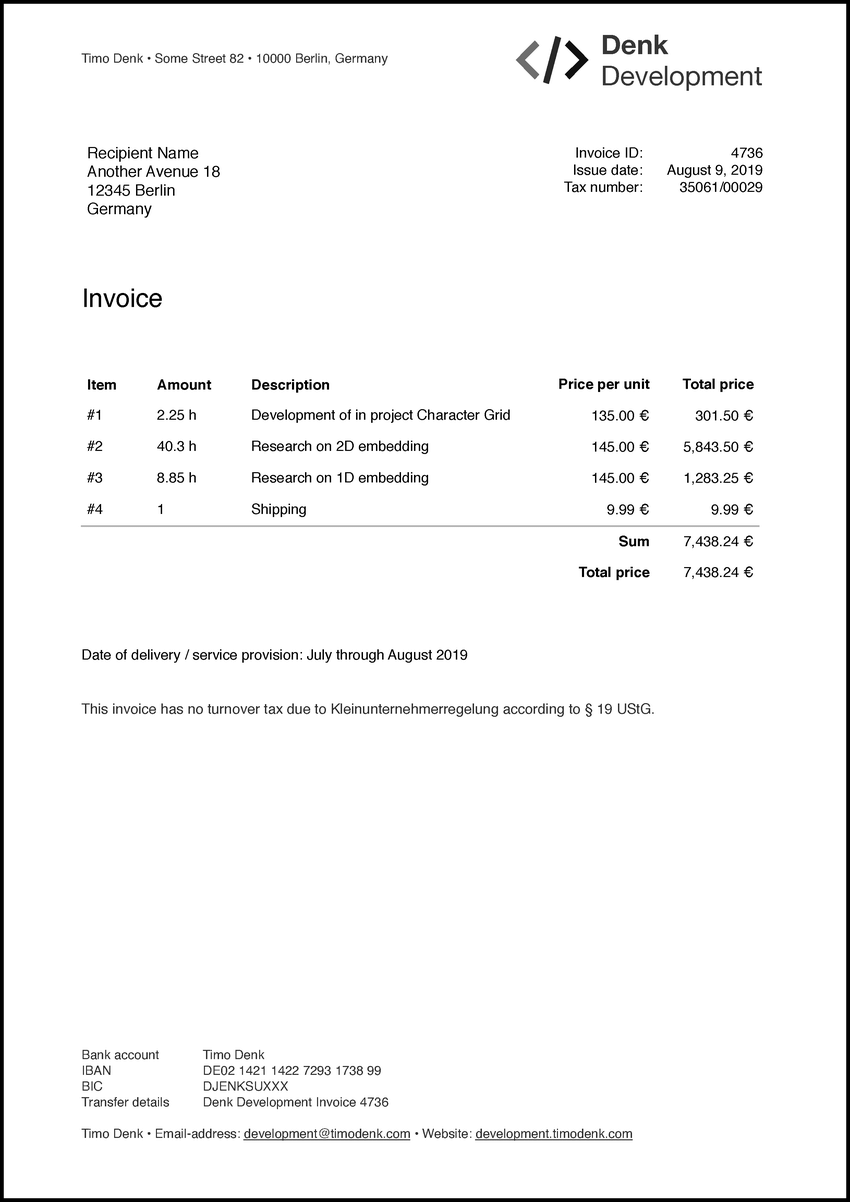 Timo Denk • Some Street 82 • 10000 Berlin, Germany
</> Denk
Development
Recipient Name
Another Avenue 18
12345 Berlin
Germany
Invoice ID: 4736
Issue date: August 9, 2019
Tax number: 35061/00029
Invoice
Item Amount Description Price per unit Total price
#1 2.25 h Development of in project Character Grid 135.00 € 301.50 €
#2 40.3 h Research on 2D embedding 145.00 € 5,843.50 €
#3 8.85 h Research on 1D embedding 145.00 € 1,283.25 €
#4 1 Shipping 9.99 € 9.99 €
Sum 7,438.24 €
Total price 7,438.24 €
Date of delivery / service provision: July through August 2019
This invoice has no turnover tax due to Kleinunternehmerregelung according to § 19 UStG.
Bank account Timo Denk
IBAN DE02 1421 1422 7293 1738 99
BIC DJENKSUXXX
Transfer details Denk Development Invoice 4736
Timo Denk • Email-address: development@timodenk.com • Website: development.timodenk.com